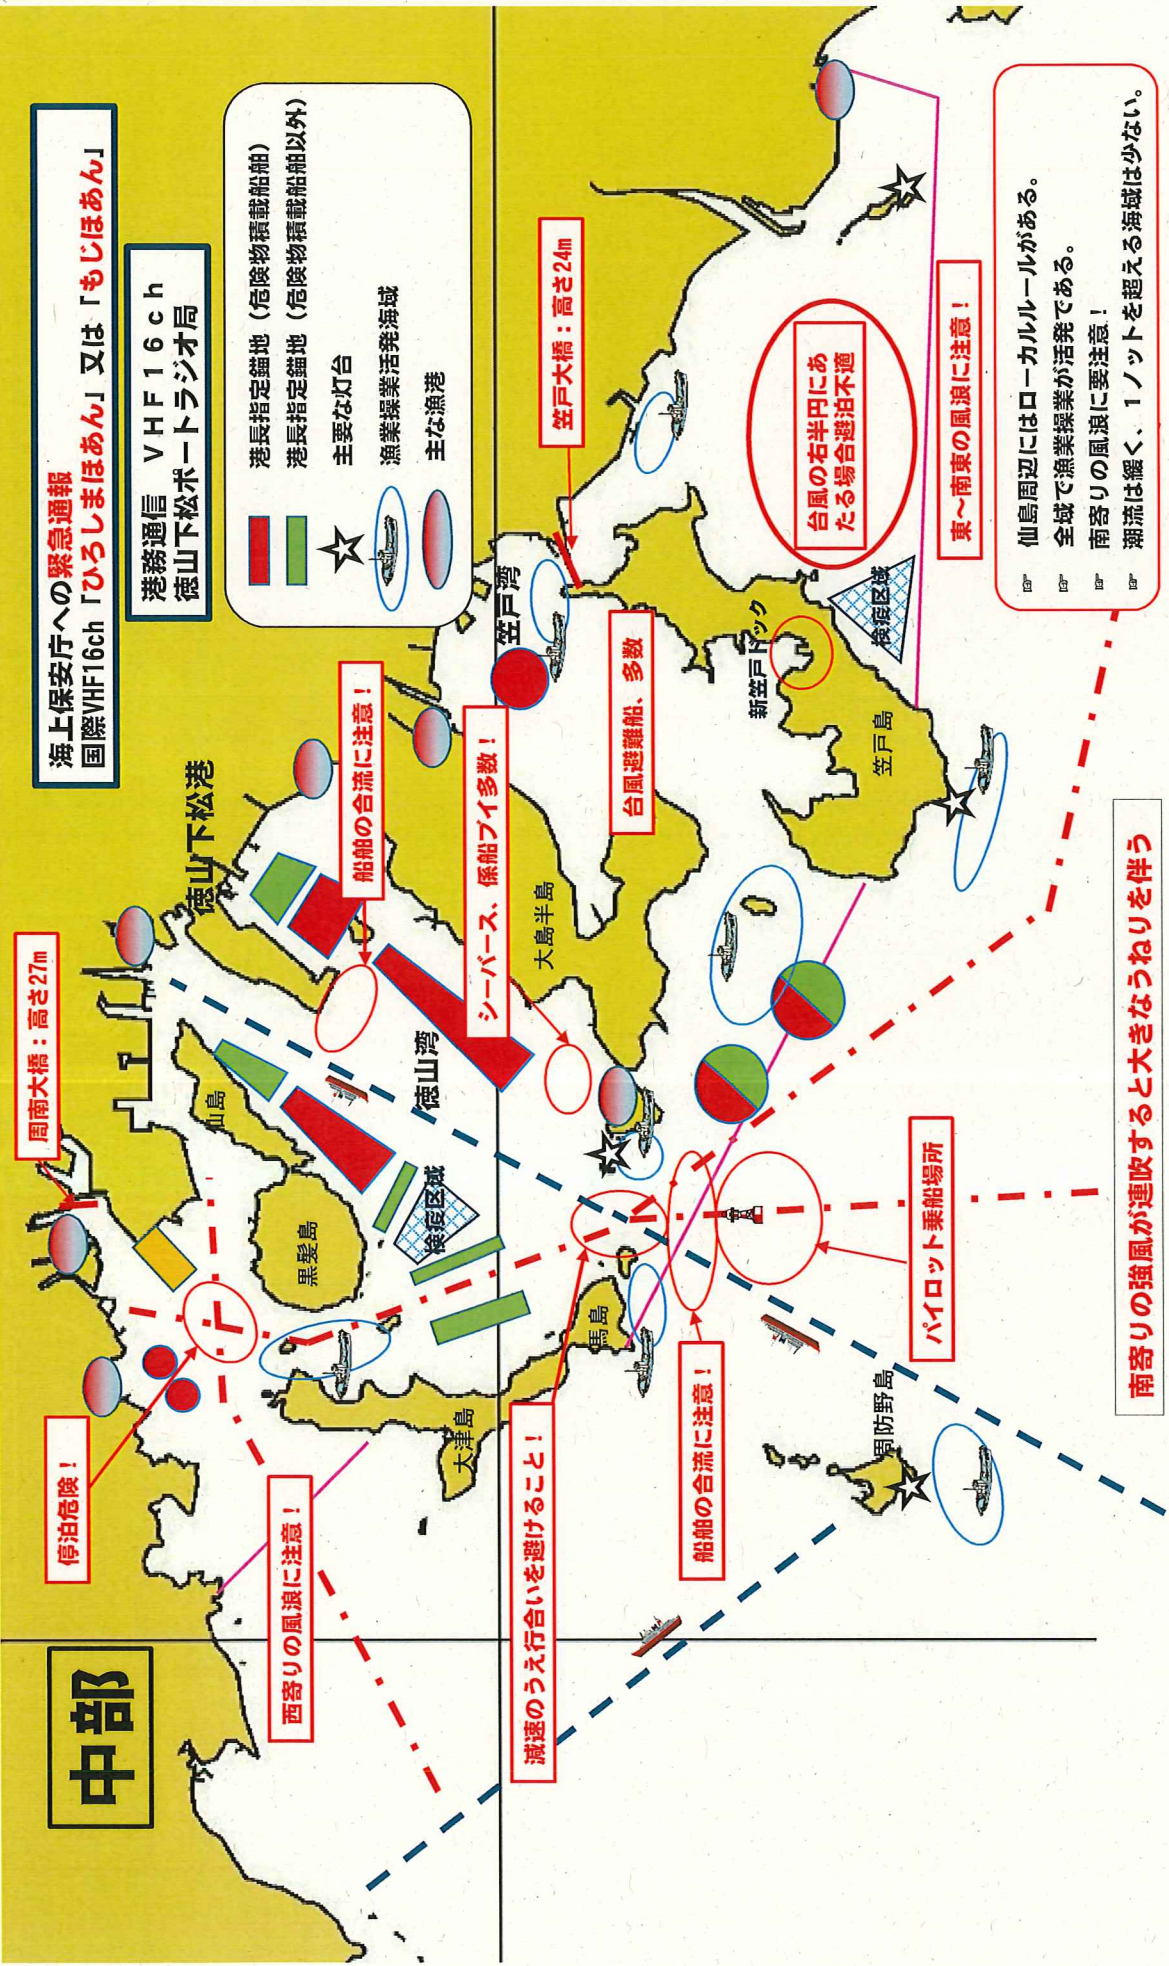 中部
海上保安庁への緊急通報
国際VHF16ch「ひろしまほあん」又は「もじほあん」
港務通信　ＶＨＦ１６ｃｈ
徳山下松ポートラジオ局
港長指定錨地（危険物積載船舶）
港長指定錨地（危険物積載船舶以外）
主要な灯台
漁業操業活発海域
主な漁港
周南大橋：高さ27m
徳山下松港
停泊危険！
仙島
黒髪島
船舶の合流に注意！
西寄りの風浪に注意！
徳山湾
検疫区域
大津島
シーバース、係船ブイ多数！
笠戸湾
笠戸大橋：高さ24m
減速のうえ行合いを避けること！
大島半島
馬島
台風避難船、多数
船舶の合流に注意！
新笠戸ドック
台風の右半円にあ
たる場合避泊不適
検疫区域
笠戸島
周防野島
パイロット乗船場所
東～南東の風浪に注意！
☞ 仙島周辺にはローカルルールがある。
☞ 全域で漁業操業が活発である。
☞ 南寄りの風浪に要注意！
☞ 潮流は緩く、１ノットを超える海域は少ない。
南寄りの強風が連吹すると大きなうねりを伴う